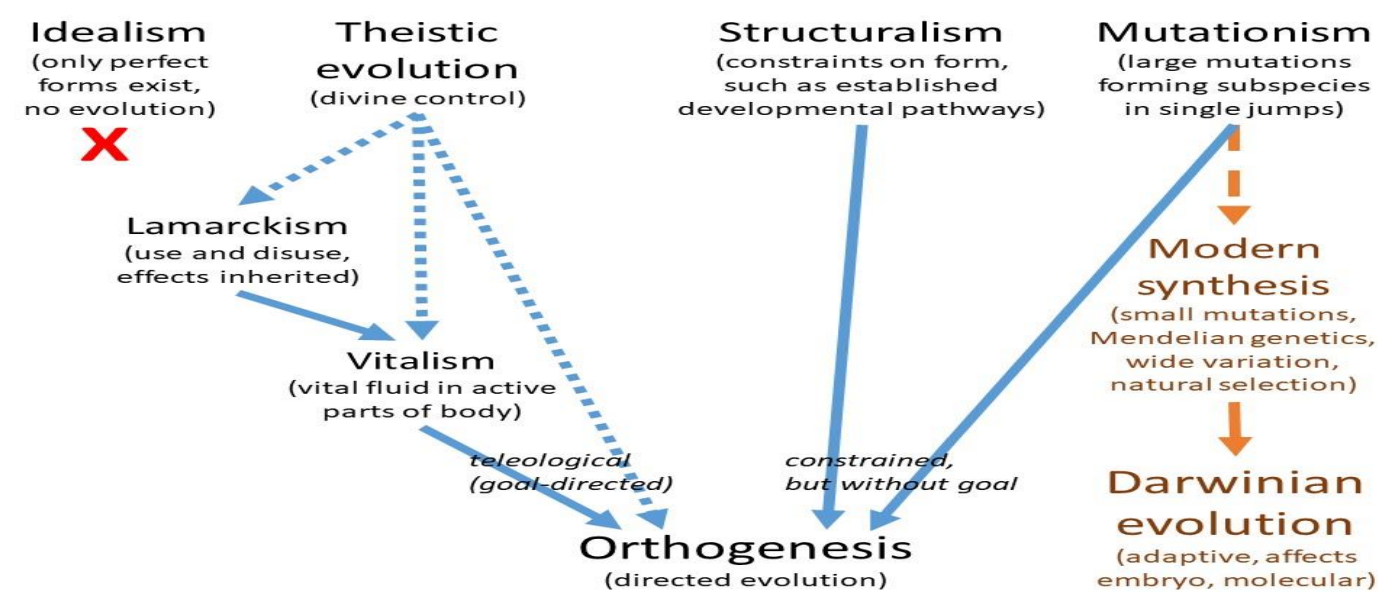 Idealism
(only perfect
forms exist,
no evolution)
X
Theistic
evolution
(divine control)
Structuralism
(constraints on form,
such as established
developmental pathways)
Mutationism
(large mutations
forming subspecies
in single jumps)
Lamarckism
(use and disuse,
effects inherited)
Modern
synthesis
(small mutations,
Mendelian genetics,
wide variation,
natural selection)
Vitalism
(vital fluid in active
parts of body)
teleological
(goal-directed)
constrained,
but without goal
Orthogenesis
(directed evolution)
Darwinian
evolution
(adaptive, affects
embryo, molecular)